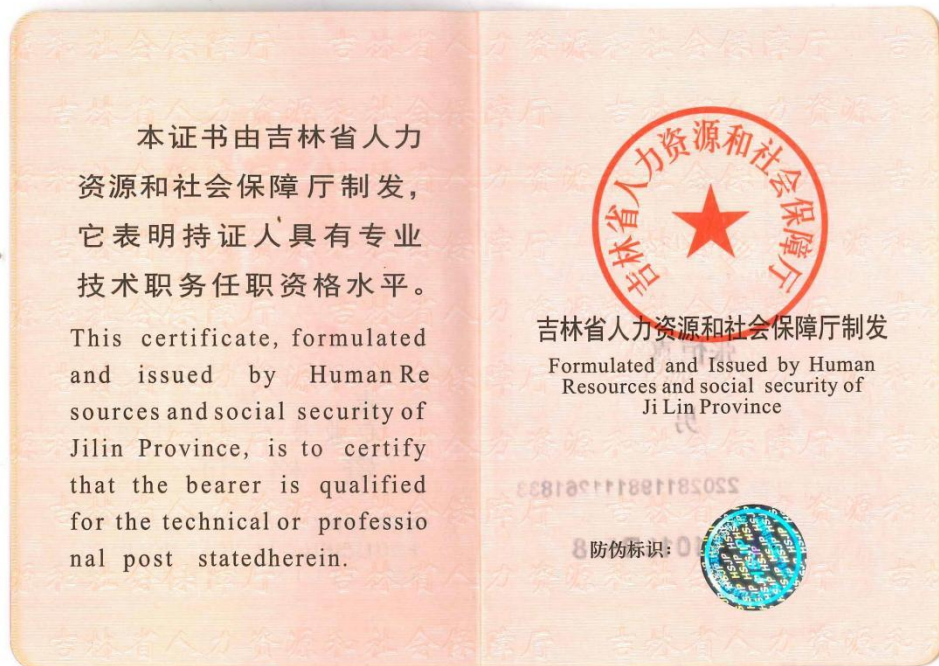 本证书由吉林省人力
资源和社会保障厅制发，
它表明持证人具有专业
技术职务任职资格水平。
This certificate, formulated
and issued by Human Re
sources and social security of
Jilin Province, is to certify
that the bearer is qualified
for the technical or professio
nal post statedherein.
吉林省人力资源和社会保障厅
吉林省人力资源和社会保障厅制发
Formulated and Issued by Human
Resources and social security of
Ji Lin Province
防伪标识：